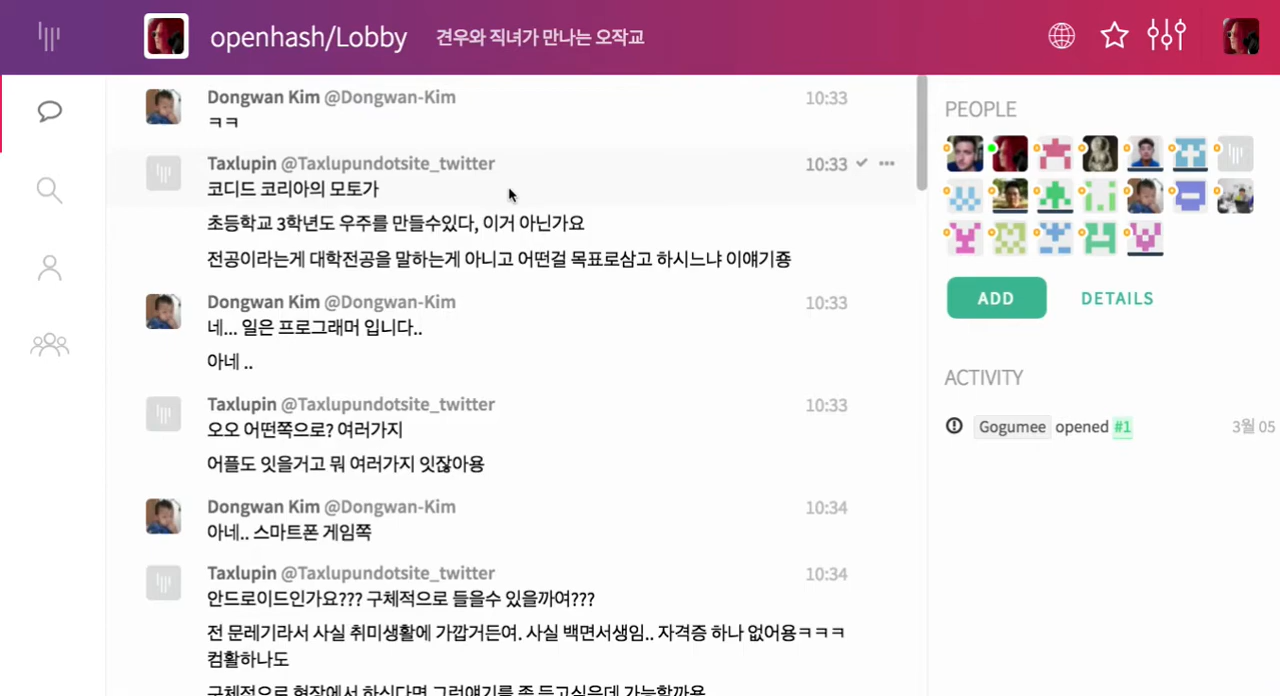 openhash/Lobby 견우와 직녀가 만나는 오작교
Dongwan Kim @Dongwan-Kim 10:33
ㅋㅋ
Taxlupin @Taxlupundotsite_twitter 10:33
코디드 코리아의 모토가
초등학교 3학년도 우주를 만들수있다, 이거 아닌가요
전공이라는게 대학전공을 말하는게 아니고 어떤걸 목표로삼고 하시느냐 이얘기죵
Dongwan Kim @Dongwan-Kim 10:33
네... 일은 프로그래머 입니다..
아네 ..
Taxlupin @Taxlupundotsite_twitter 10:33
오오 어떤쪽으로? 여러가지
어플도 잇을거고 뭐 여러가지 잇잖아용
Dongwan Kim @Dongwan-Kim 10:34
아네.. 스마트폰 게임쪽
Taxlupin @Taxlupundotsite_twitter 10:34
안드로이드인가요??? 구체적으로 들을수 있을까여???
전 문레기라서 사실 취미생활에 가깝거든여. 사실 백면서생임.. 자격증 하나 없어용ㅋㅋㅋ
컴활하나도
구체적으로 현장에서 하신다면 그런얘기를 좀 듣고싶은데 가능할까용
PEOPLE
ADD DETAILS
ACTIVITY
Gogumee opened #1 3월 05